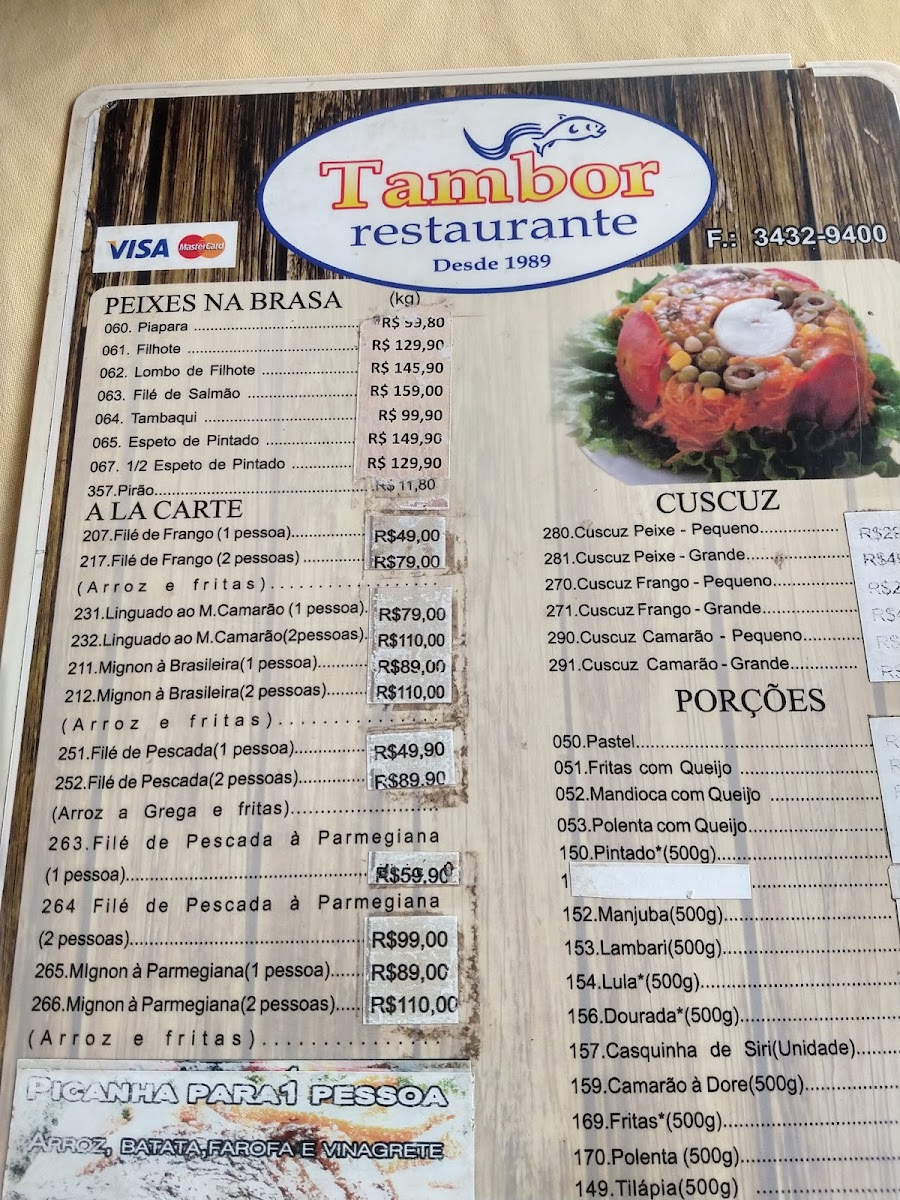 Tambor
restaurante
Desde 1989
VISA MasterCard
F.: 3432-9400
PEIXES NA BRASA (kg)
060. Piapara ........ R$ 99,80
061. Filhote ........ R$ 129,90
062. Lombo de Filhote ........ R$ 145,90
063. Filé de Salmão ........ R$ 159,00
064. Tambaqui ........ R$ 99,90
065. Espeto de Pintado ........ R$ 149,90
067. 1/2 Espeto de Pintado ........ R$ 129,90
357.Pirão........ R$ 11,80
A LA CARTE
207.Filé de Frango (1 pessoa)........ R$49,00
217.Filé de Frango (2 pessoas) ........ R$79,00
(Arroz e fritas)........
231.Linguado ao M.Camarão (1 pessoa). R$79,00
232.Linguado ao M.Camarão(2pessoas). R$110,00
211.Mignon à Brasileira(1 pessoa)........ R$89,00
212.Mignon à Brasileira(2 pessoas)........ R$110,00
(Arroz e fritas)........
251.Filé de Pescada(1 pessoa)........ R$49,90
252.Filé de Pescada(2 pessoas)........ R$89,90
(Arroz a Grega e fritas)........
263.Filé de Pescada à Parmegiana
(1 pessoa)........ R$59,90
264 Filé de Pescada à Parmegiana
(2 pessoas)........ R$99,00
265.MIgnon à Parmegiana(1 pessoa)...... R$89,00
266.Mignon à Parmegiana(2 pessoas)..... R$110,00
(Arroz e fritas)........
PICANHA PARA 1 PESSOA
ARROZ, BATATA,FAROFA E VINAGRETE
CUSCUZ
280.Cuscuz Peixe - Pequeno........
281.Cuscuz Peixe - Grande........
270.Cuscuz Frango - Pequeno........
271.Cuscuz Frango - Grande........
290.Cuscuz Camarão - Pequeno........
291.Cuscuz Camarão - Grande........
PORÇÕES
050.Pastel........
051.Fritas com Queijo ........
052.Mandioca com Queijo ........
053.Polenta com Queijo........
150.Pintado*(500g)........
152.Manjuba(500g)........
153.Lambari(500g)........
154.Lula*(500g)........
156.Dourada*(500g)........
157.Casquinha de Siri(Unidade)........
159.Camarão à Dore(500g)........
169.Fritas*(500g)........
170.Polenta (500g)........
149.Tilápia(500g) ........